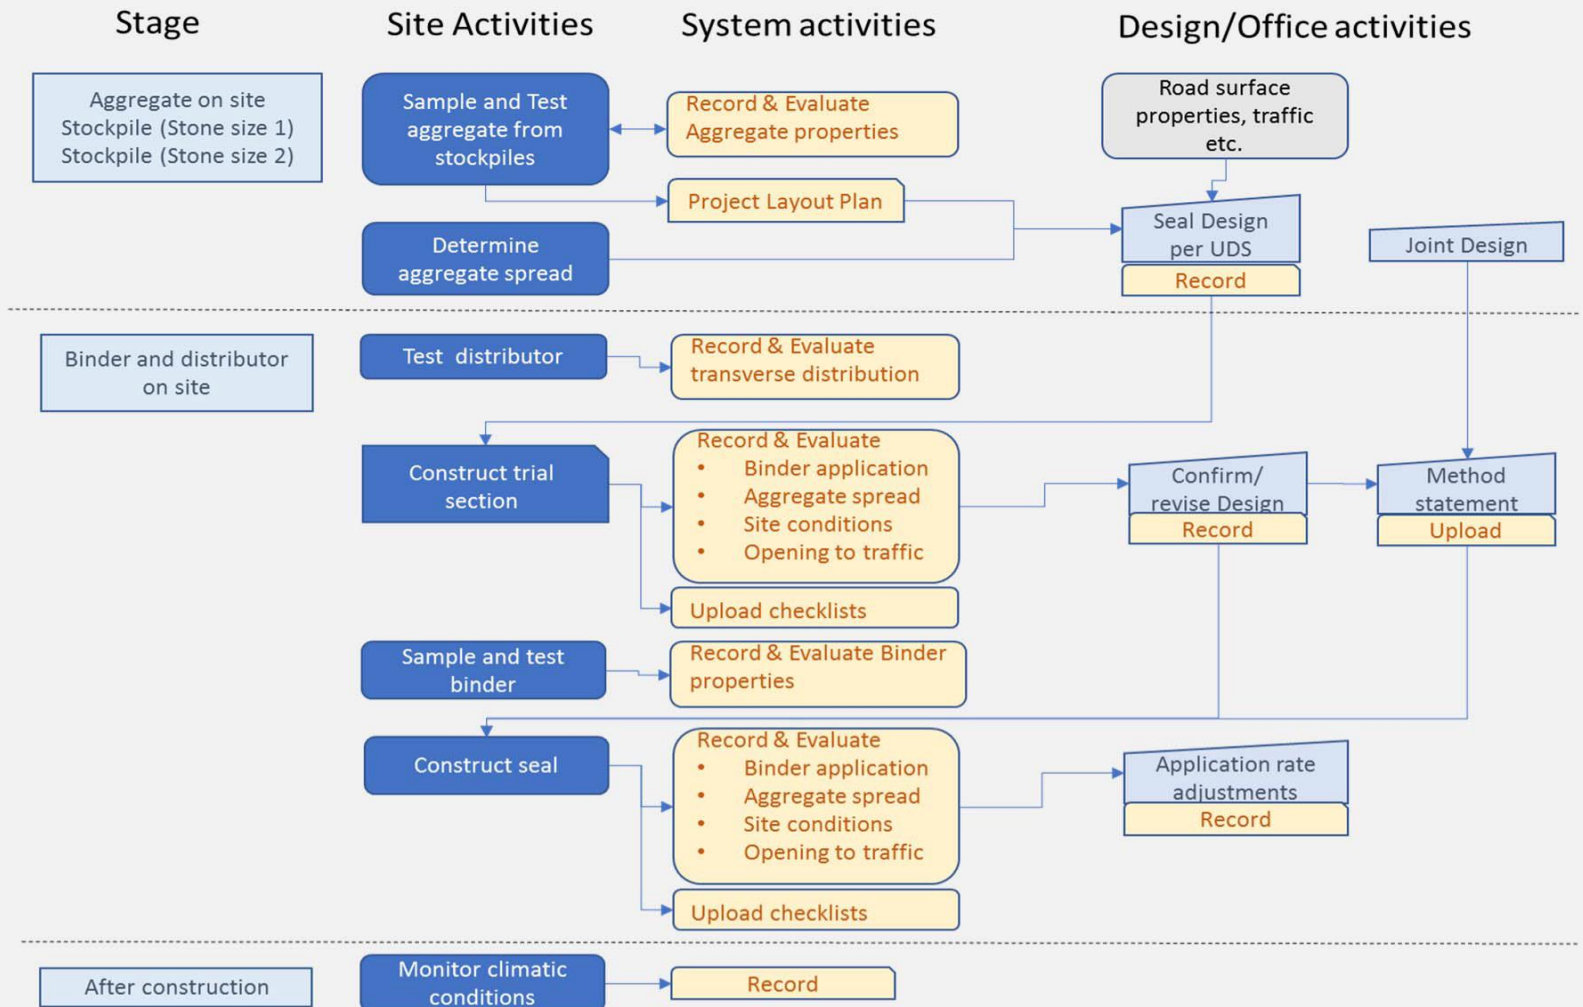 Stage
Site Activities
System activities
Design/Office activities
Aggregate on site
Stockpile (Stone size 1)
Stockpile (Stone size 2)
Sample and Test
aggregate from
stockpiles
Record & Evaluate
Aggregate properties
Road surface
properties, traffic
etc.
Project Layout Plan
Determine
aggregate spread
Seal Design
per UDS
Record
Joint Design
Binder and distributor
on site
Test distributor
Record & Evaluate
transverse distribution
Construct trial
section
Record & Evaluate
• Binder application
• Aggregate spread
• Site conditions
• Opening to traffic
Confirm/
revise Design
Record
Method
statement
Upload
Upload checklists
Sample and test
binder
Record & Evaluate Binder
properties
Construct seal
Record & Evaluate
• Binder application
• Aggregate spread
• Site conditions
• Opening to traffic
Application rate
adjustments
Record
Upload checklists
After construction
Monitor climatic
conditions
Record